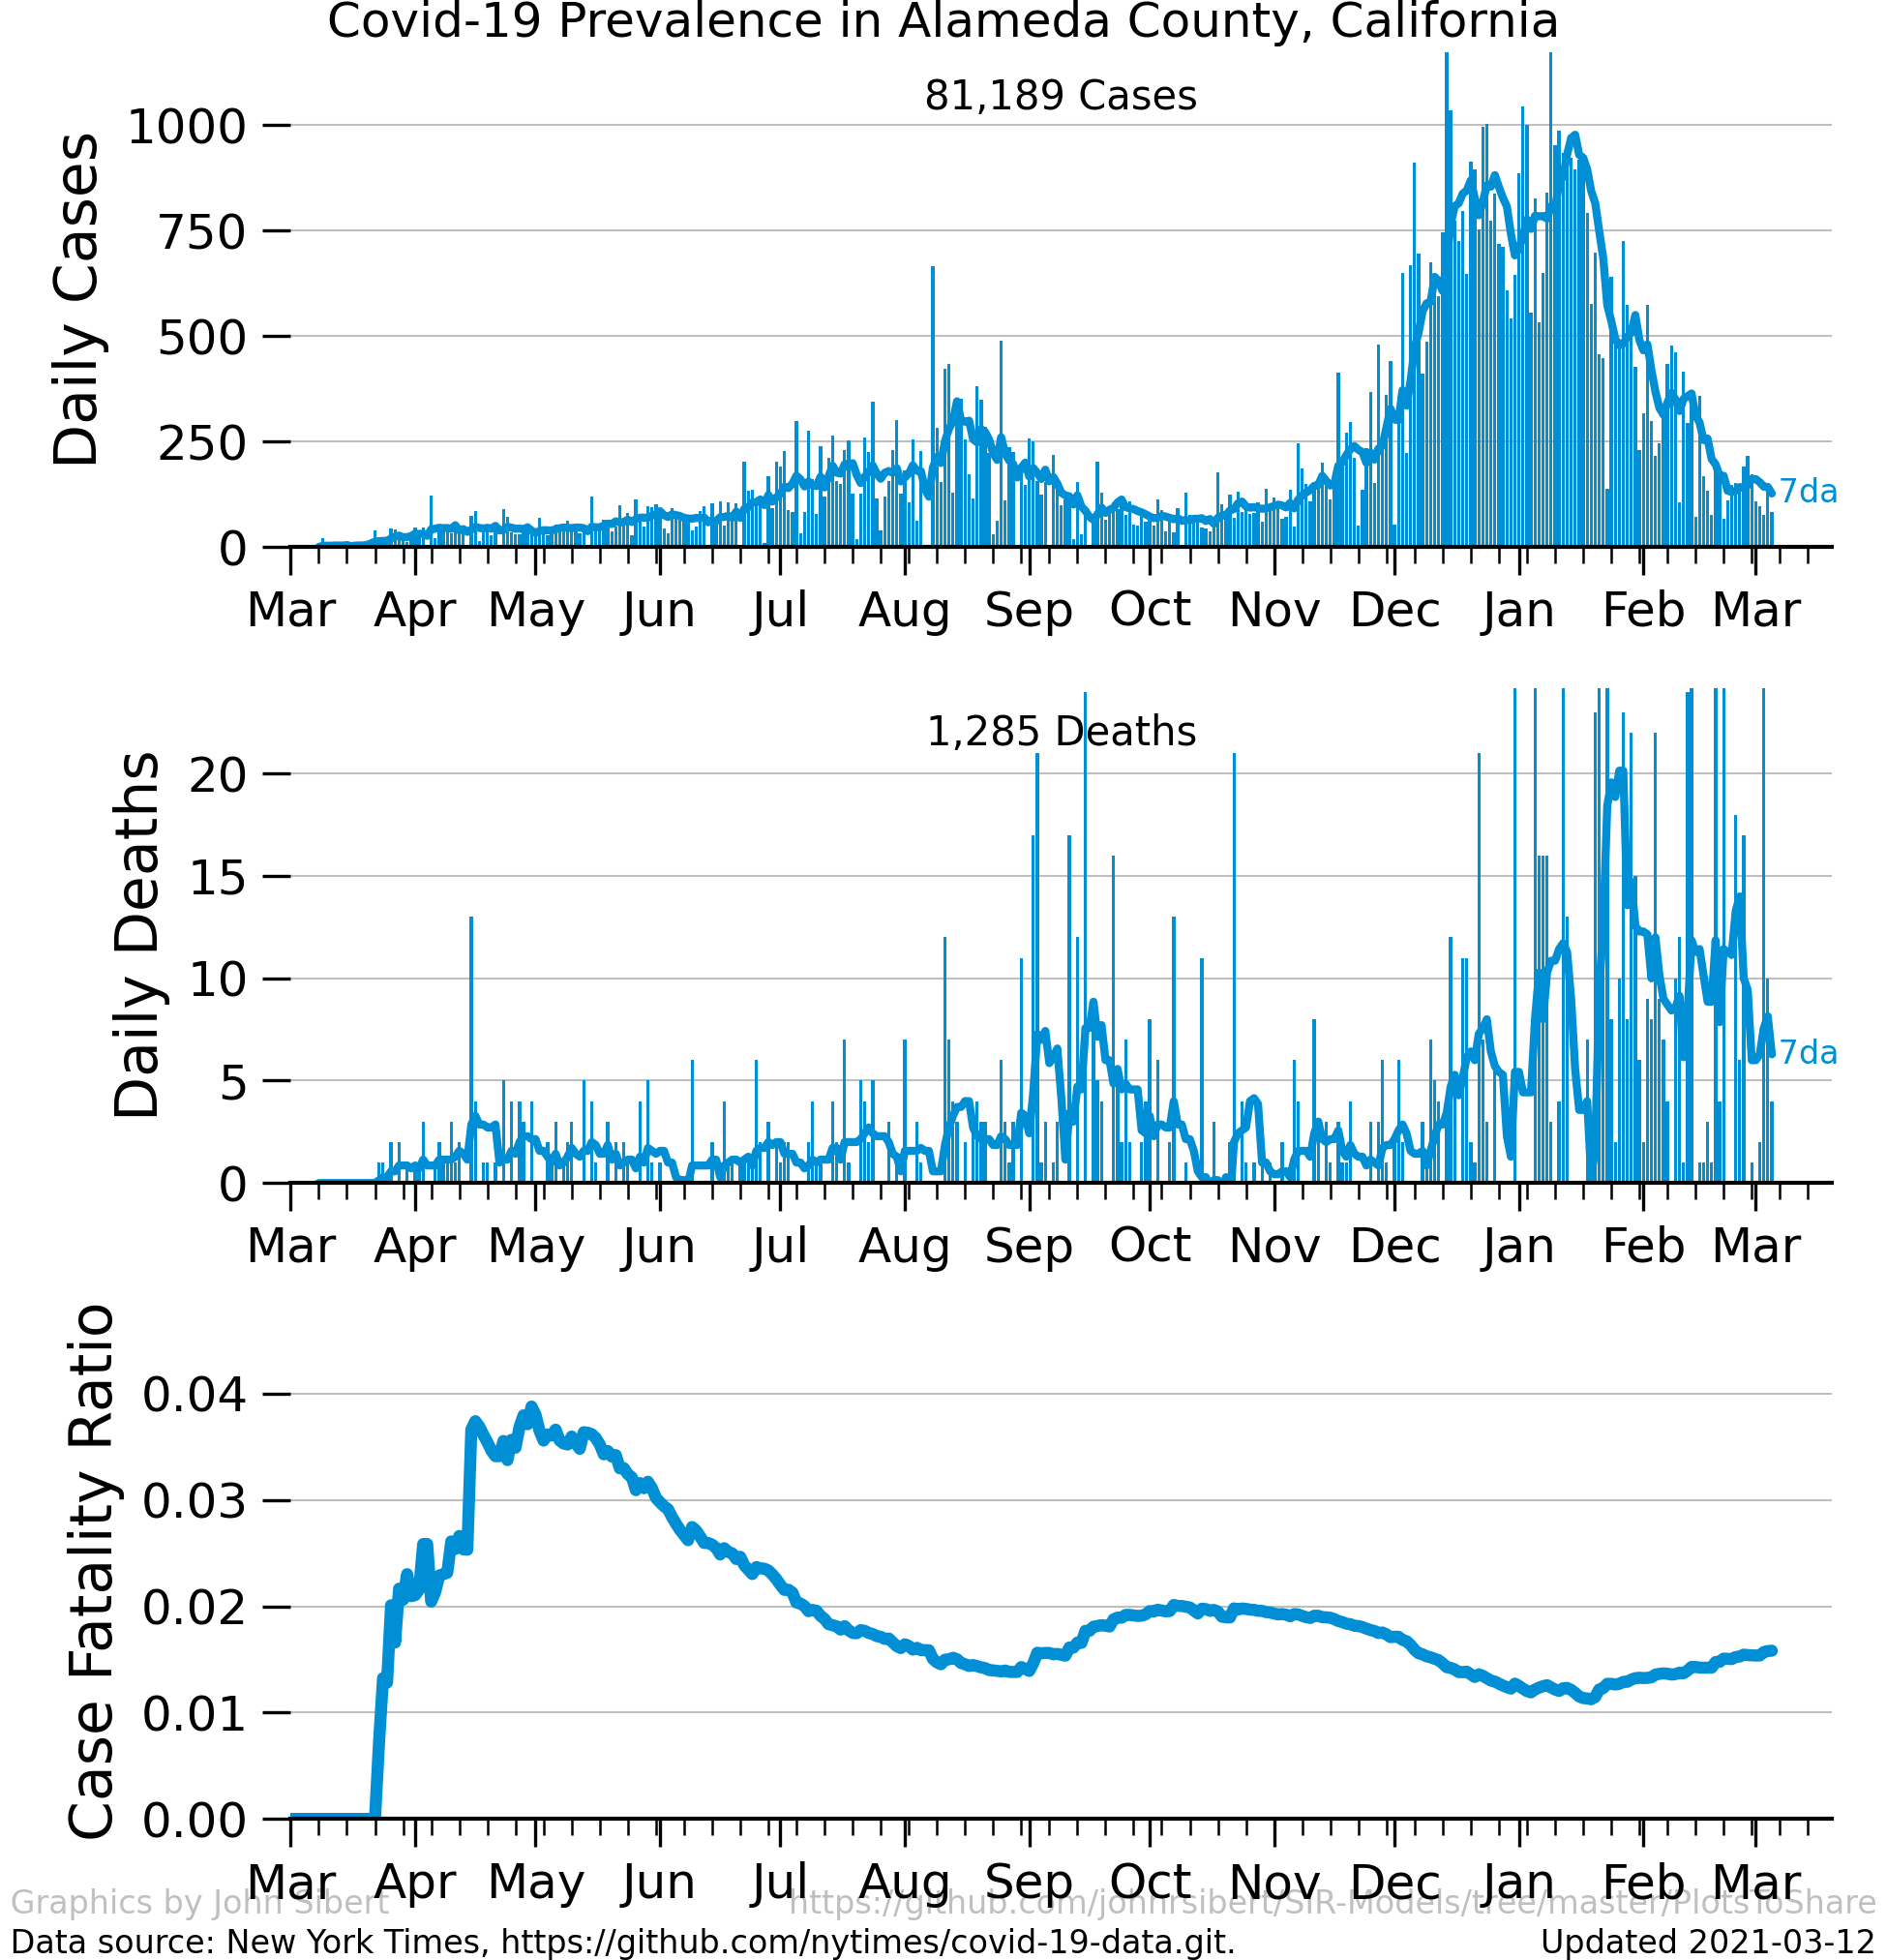 Covid-19 Prevalence in Alameda County, California
81,189 Cases
Daily Cases
1000
750
500
250
0
7da
Mar Apr May Jun Jul Aug Sep Oct Nov Dec Jan Feb Mar
1,285 Deaths
Daily Deaths
20
15
10
5
0
7da
Mar Apr May Jun Jul Aug Sep Oct Nov Dec Jan Feb Mar
Case Fatality Ratio
0.04
0.03
0.02
0.01
0.00
Mar Apr May Jun Jul Aug Sep Oct Nov Dec Jan Feb Mar
Graphics by John Sibert https://github.com/johnrsibert/SIR-Models/tree/master/PlotsToShare
Data source: New York Times, https://github.com/nytimes/covid-19-data.git. Updated 2021-03-12